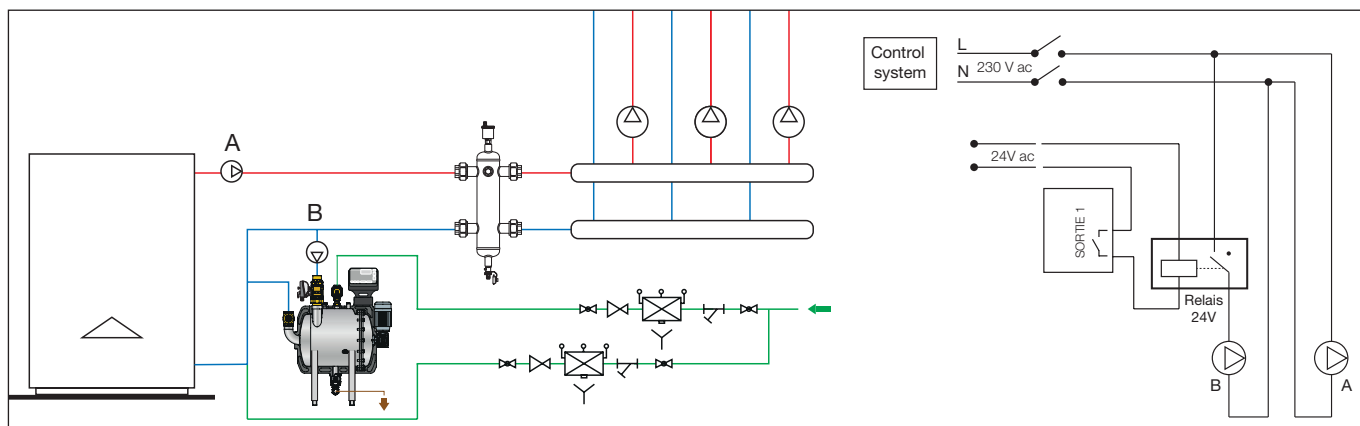 A
B
Control
system
L
N
230 V ac
24V ac
SORTIE 1
Relais
24V
B
A